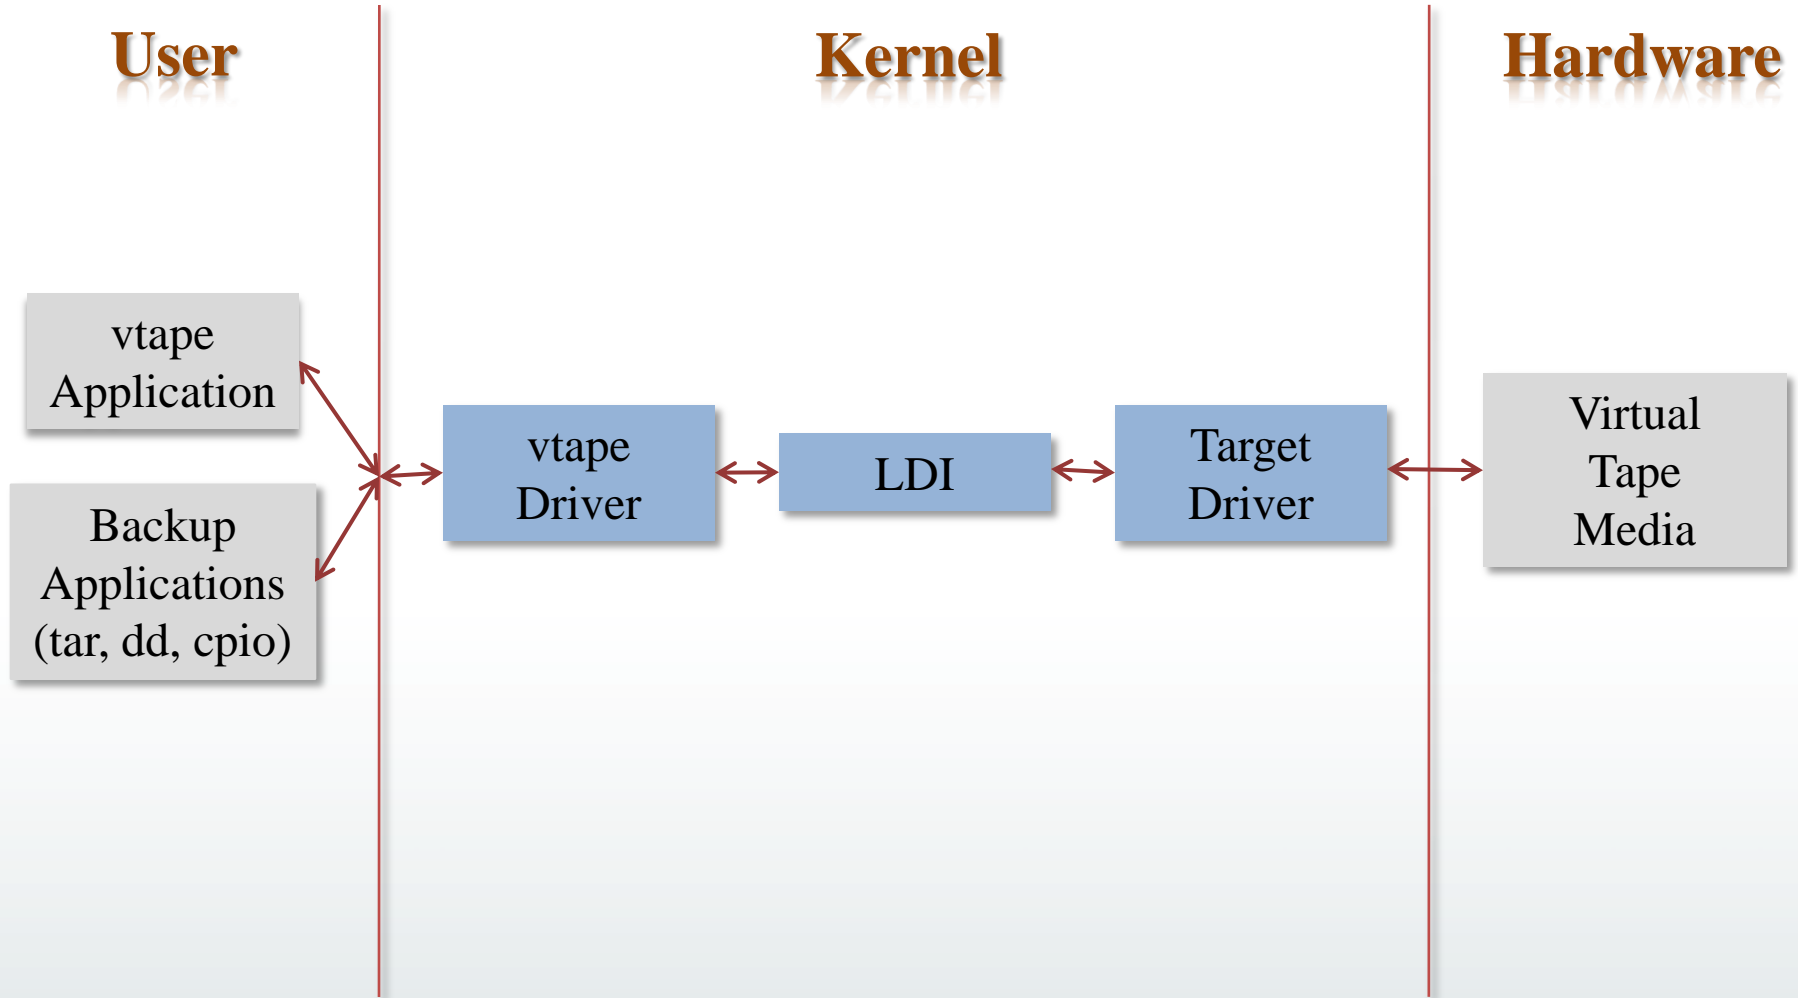 User
Kernel
Hardware
vtape
Application
Backup
Applications
(tar, dd, cpio)
vtape
Driver
LDI
Target
Driver
Virtual
Tape
Media